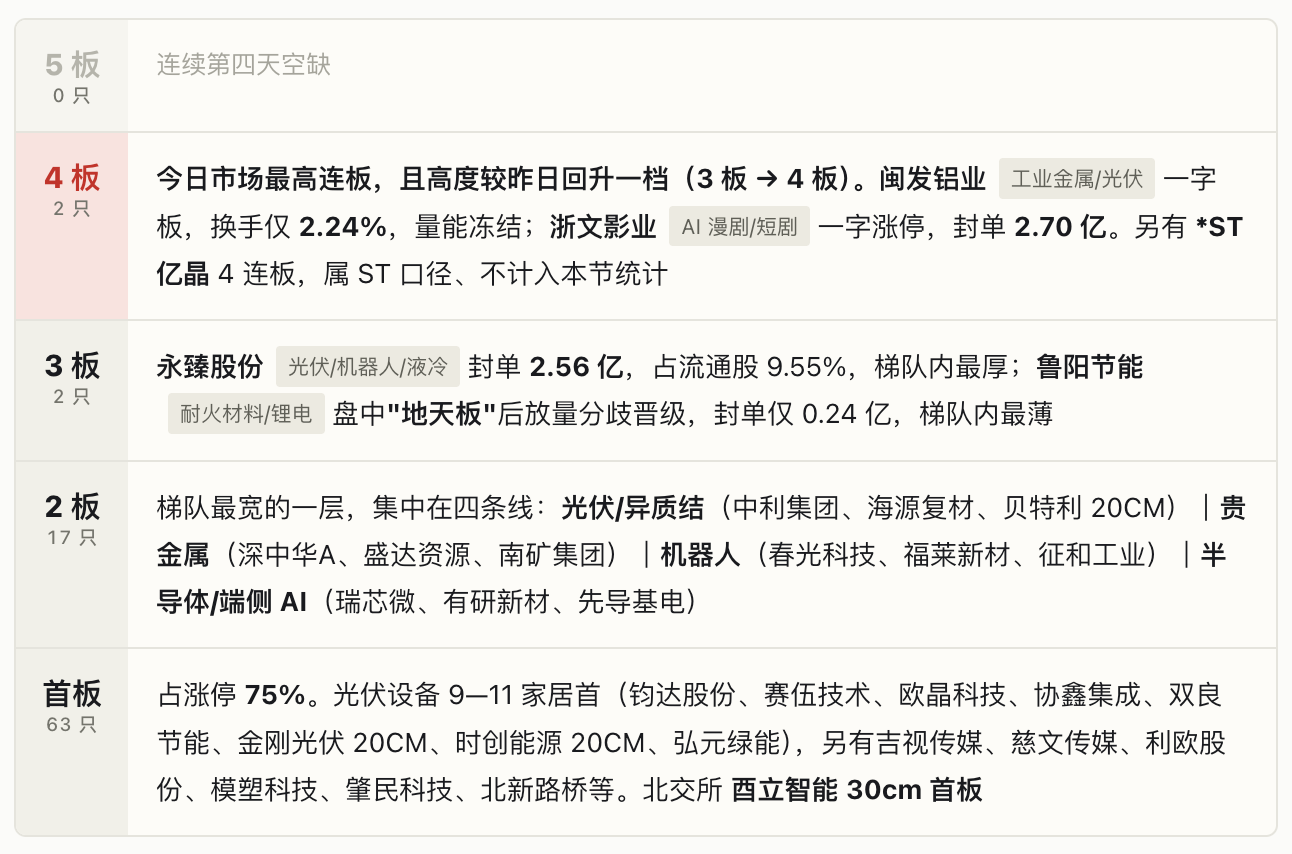 5 板
0 只
连续第四天空缺
4 板
2 只
今日市场最高连板，且高度较昨日回升一档（3 板 → 4 板）。闽发铝业 工业金属/光伏 一字
板，换手仅 2.24%，量能冻结；浙文影业 AI 漫剧/短剧 一字涨停，封单 2.70 亿。另有 *ST
亿晶 4 连板，属 ST 口径、不计入本节统计
3 板
2 只
永臻股份 光伏/机器人/液冷 封单 2.56 亿，占流通股 9.55%，梯队内最厚；鲁阳节能
耐火材料/锂电 盘中"地天板"后放量分歧晋级，封单仅 0.24 亿，梯队内最薄
2 板
17 只
梯队最宽的一层，集中在四条线：光伏/异质结（中利集团、海源复材、贝特利 20CM）｜贵
金属（深中华A、盛达资源、南矿集团）｜机器人（春光科技、福莱新材、征和工业）｜半
导体/端侧 AI（瑞芯微、有研新材、先导基电）
首板
63 只
占涨停 75%。光伏设备 9—11 家居首（钧达股份、赛伍技术、欧晶科技、协鑫集成、双良
节能、金刚光伏 20CM、时创能源 20CM、弘元绿能），另有吉视传媒、慈文传媒、利欧股
份、模塑科技、肇民科技、北新路桥等。北交所 酉立智能 30cm 首板